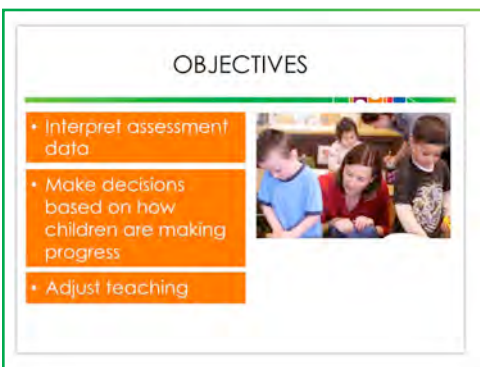 OBJECTIVES
• Interpret assessment
data
• Make decisions
based on how
children are making
progress
• Adjust teaching